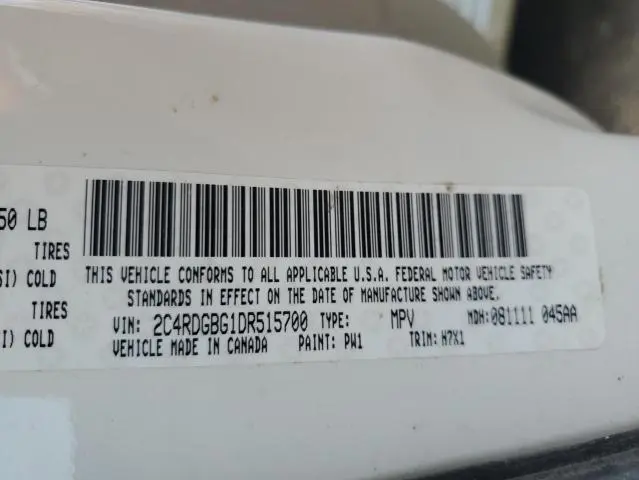 50 LB
TIRES
SI) COLD
TIRES
I) COLD
THIS VEHICLE CONFORMS TO ALL APPLICABLE U.S.A. FEDERAL MOTOR VEHICLE SAFETY
STANDARDS IN EFFECT ON THE DATE OF MANUFACTURE SHOWN ABOVE.
VIN: 2C4RDGBG1DR515700 TYPE: MPV MDH:081111 045AA
VEHICLE MADE IN CANADA PAINT: PW1 TRIM: H7X1